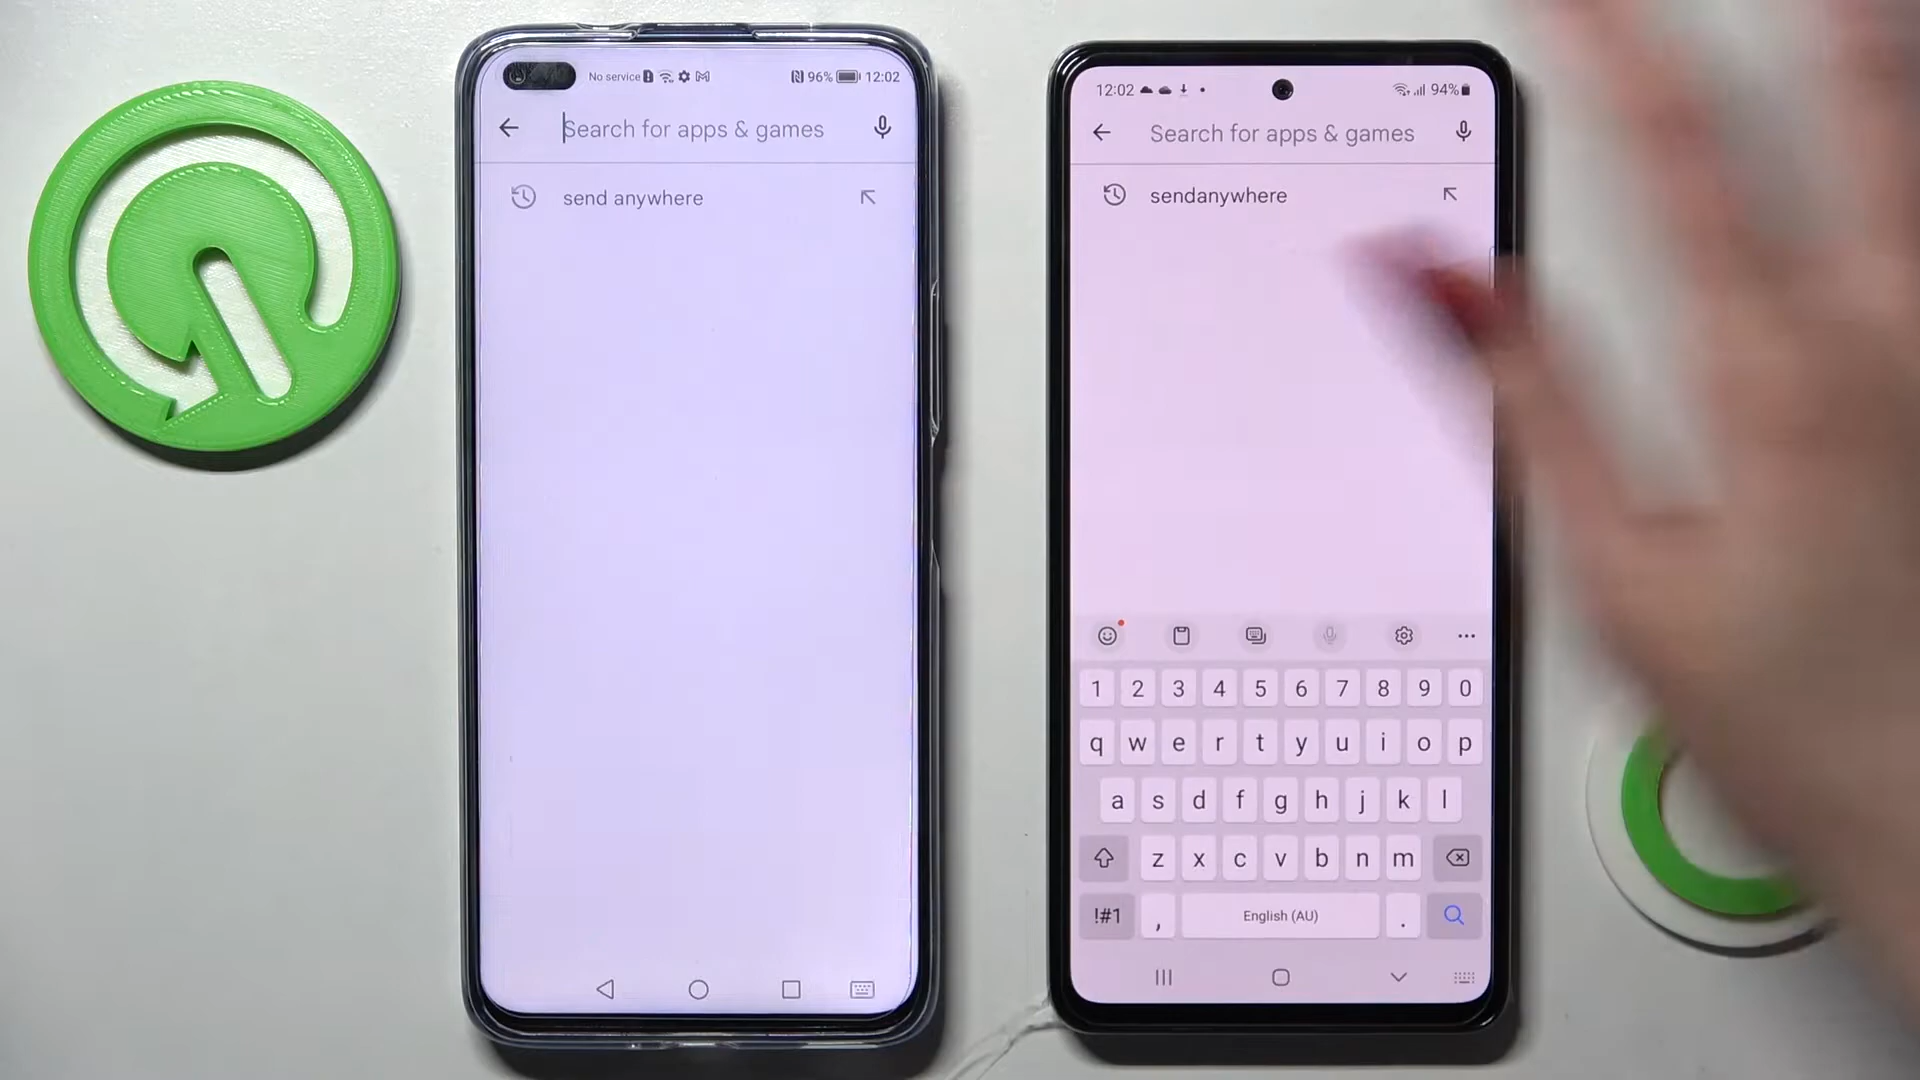 No service 96% 12:02
Search for apps & games
send anywhere
12:02 94%
Search for apps & games
sendanywhere
1 2 3 4 5 6 7 8 9 0
q w e r t y u i o p
a s d f g h j k l
z x c v b n m
!#1 , English (AU) .